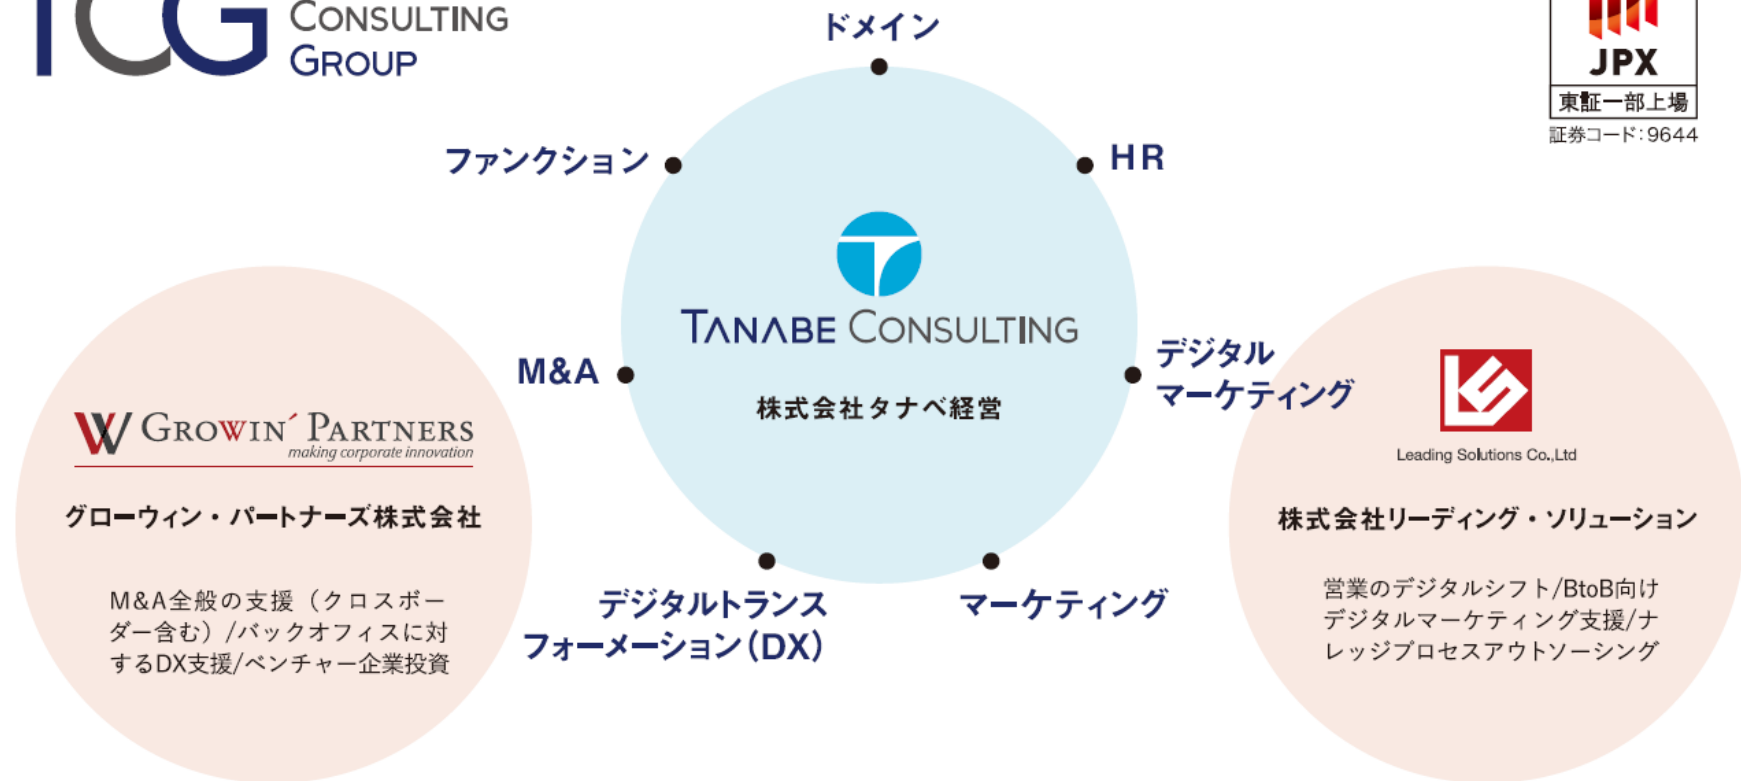 TCG
CONSULTING
GROUP
JPX
東証一部上場
証券コード:9644
ドメイン
ファンクション
HR
TANABE CONSULTING
株式会社タナベ経営
M&A
デジタル
マーケティング
デジタルトランス
フォーメーション(DX)
マーケティング
GROWIN´ PARTNERS
making corporate innovation
グローウィン・パートナーズ株式会社
M&A全般の支援(クロスボー
ダー含む)/バックオフィスに対
するDX支援/ベンチャー企業投資
Leading Solutions Co.,Ltd
株式会社リーディング・ソリューション
営業のデジタルシフト/BtoB向け
デジタルマーケティング支援/ナ
レッジプロセスアウトソーシング